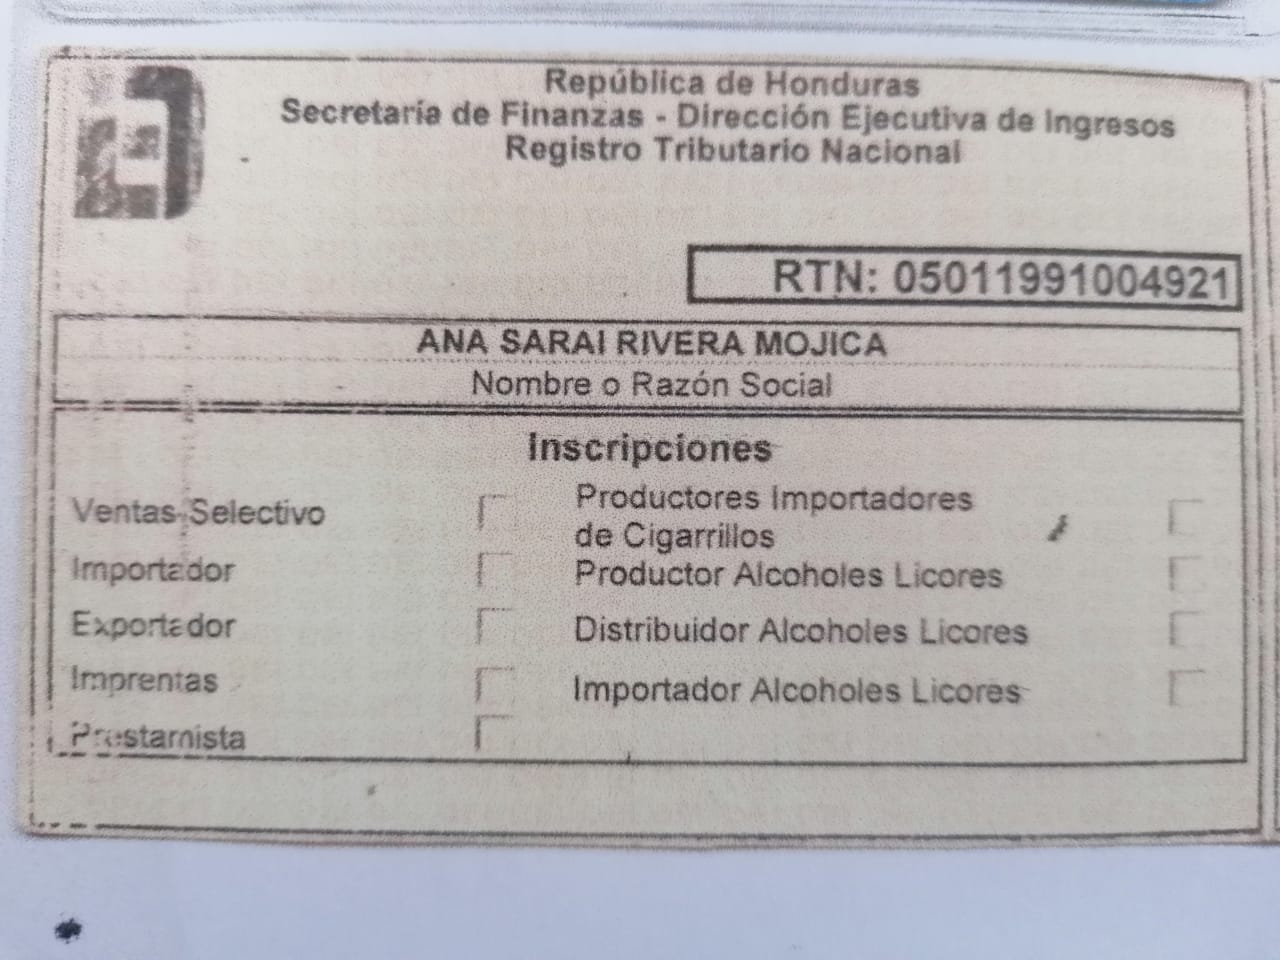 República de Honduras
Secretaría de Finanzas - Dirección Ejecutiva de Ingresos
Registro Tributario Nacional
RTN: 05011991004921
ANA SARAI RIVERA MOJICA
Nombre o Razón Social
Inscripciones
Ventas Selectivo
Productores Importadores
de Cigarrillos
Importador
Productor Alcoholes Licores
Exportador
Distribuidor Alcoholes Licores
Imprentas
Importador Alcoholes Licores
Prestamista